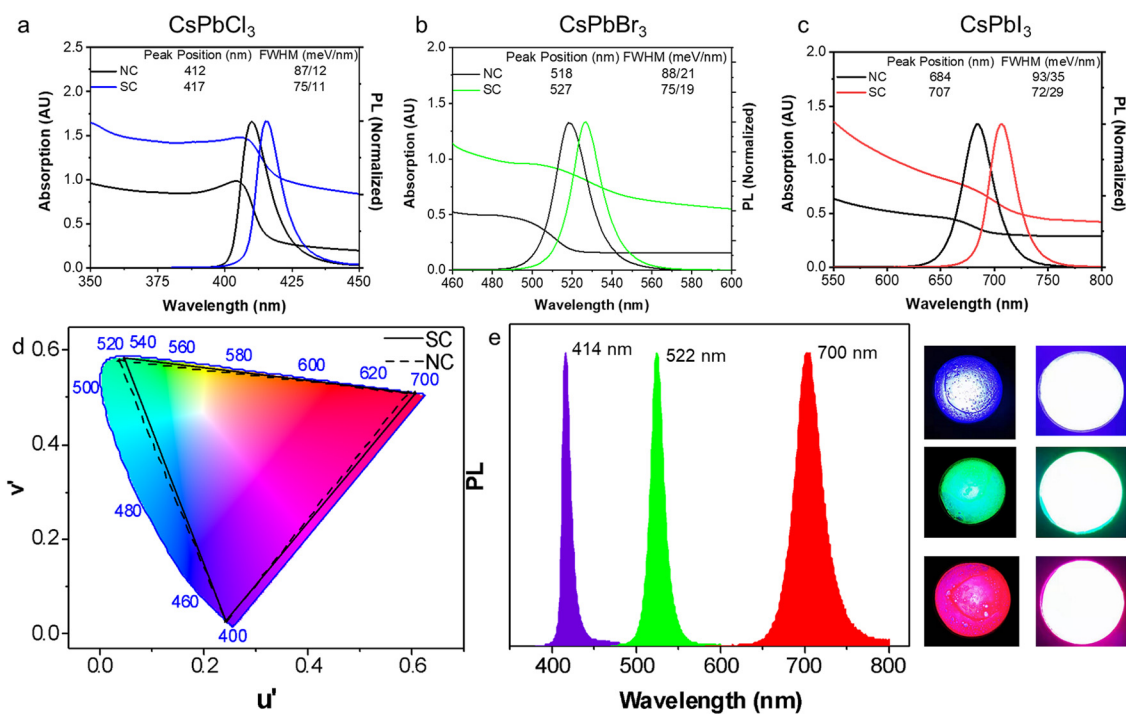 a CsPbCl3
Peak Position (nm) FWHM (meV/nm)
NC 412 87/12
SC 417 75/11
Absorption (AU)
2.5
2.0
1.5
1.0
0.5
0.0
PL (Normalized)
350 375 400 425 450
Wavelength (nm)
b CsPbBr3
Peak Position (nm) FWHM (meV/nm)
NC 518 88/21
SC 527 75/19
Absorption (AU)
2.0
1.5
1.0
0.5
0.0
PL (Normalized)
460 480 500 520 540 560 580 600
Wavelength (nm)
c CsPbI3
Peak Position (nm) FWHM (meV/nm)
NC 684 93/35
SC 707 72/29
Absorption (AU)
2.0
1.5
1.0
0.5
0.0
PL (Normalized)
550 600 650 700 750 800
Wavelength (nm)
d
SC
NC
520 540 560 580 600 620 700
500
480
460
400
v'
0.6
0.4
0.2
0.0
0.0 0.2 0.4 0.6
u'
e
414 nm 522 nm 700 nm
PL
400 500 600 700 800
Wavelength (nm)